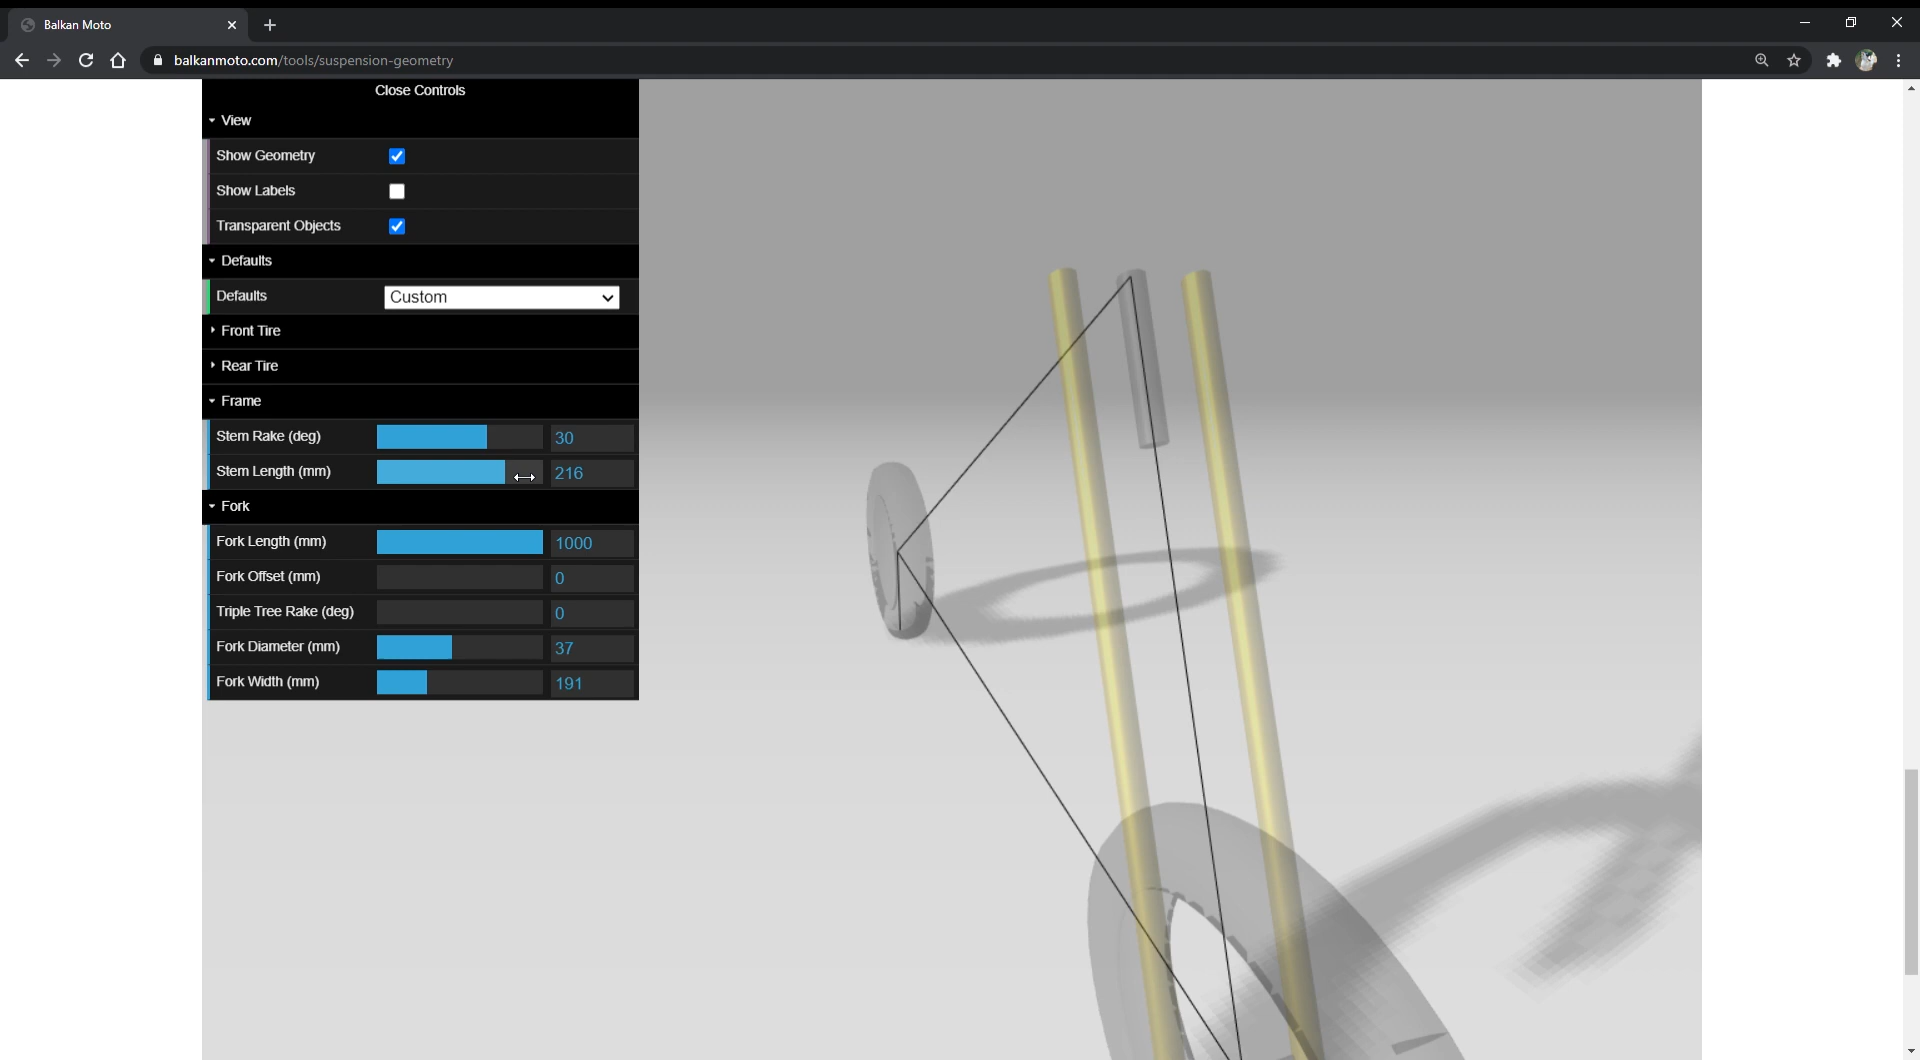 Balkan Moto
balkanmoto.com/tools/suspension-geometry
Close Controls
View
Show Geometry
Show Labels
Transparent Objects
Defaults
Defaults Custom
Front Tire
Rear Tire
Frame
Stem Rake (deg) 30
Stem Length (mm) 216
Fork
Fork Length (mm) 1000
Fork Offset (mm) 0
Triple Tree Rake (deg) 0
Fork Diameter (mm) 37
Fork Width (mm) 191